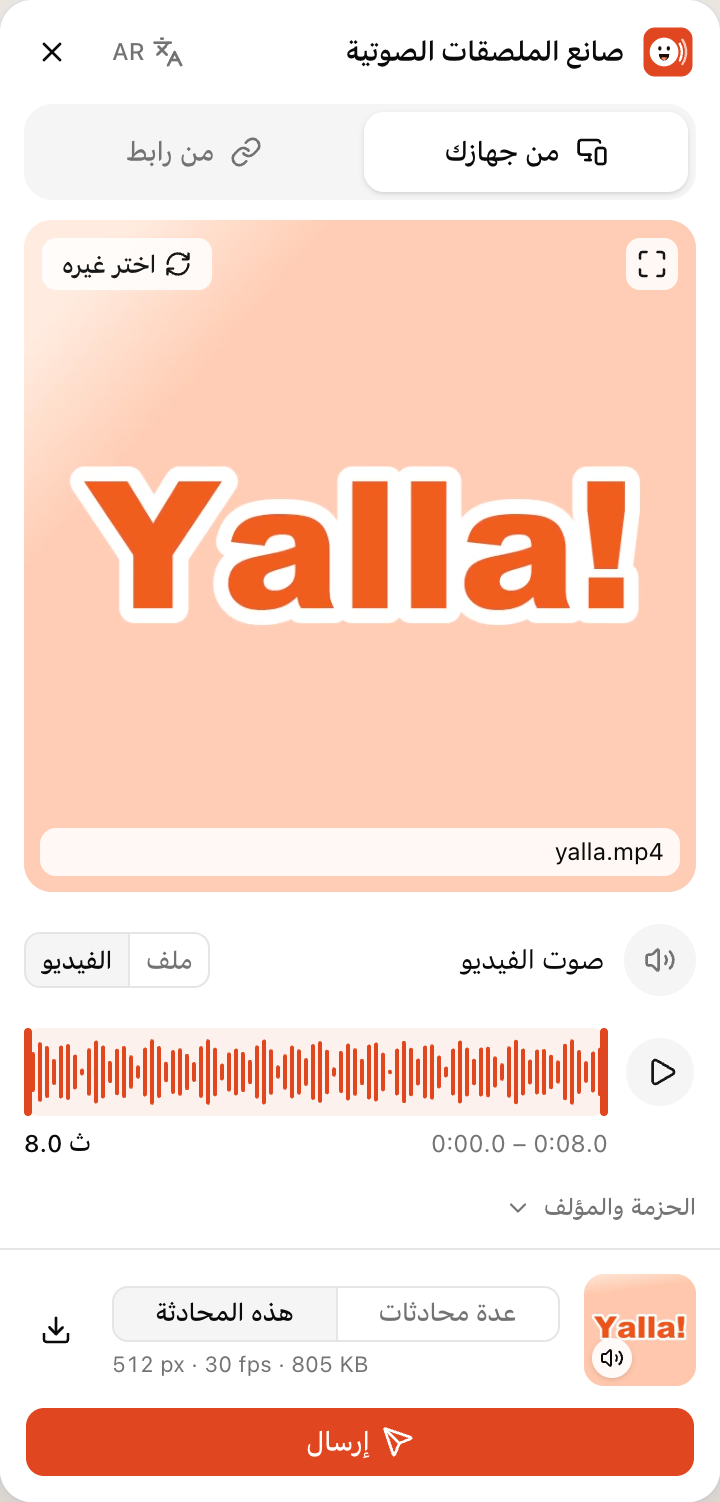 صانع الملصقات الصوتية
AR
من جهازك
من رابط
اختر غيره
Yalla!
yalla.mp4
صوت الفيديو
ملف
الفيديو
0:00.0 – 0:08.0
8.0 ث
الحزمة والمؤلف
Yalla!
عدة محادثات
هذه المحادثة
512 px · 30 fps · 805 KB
إرسال